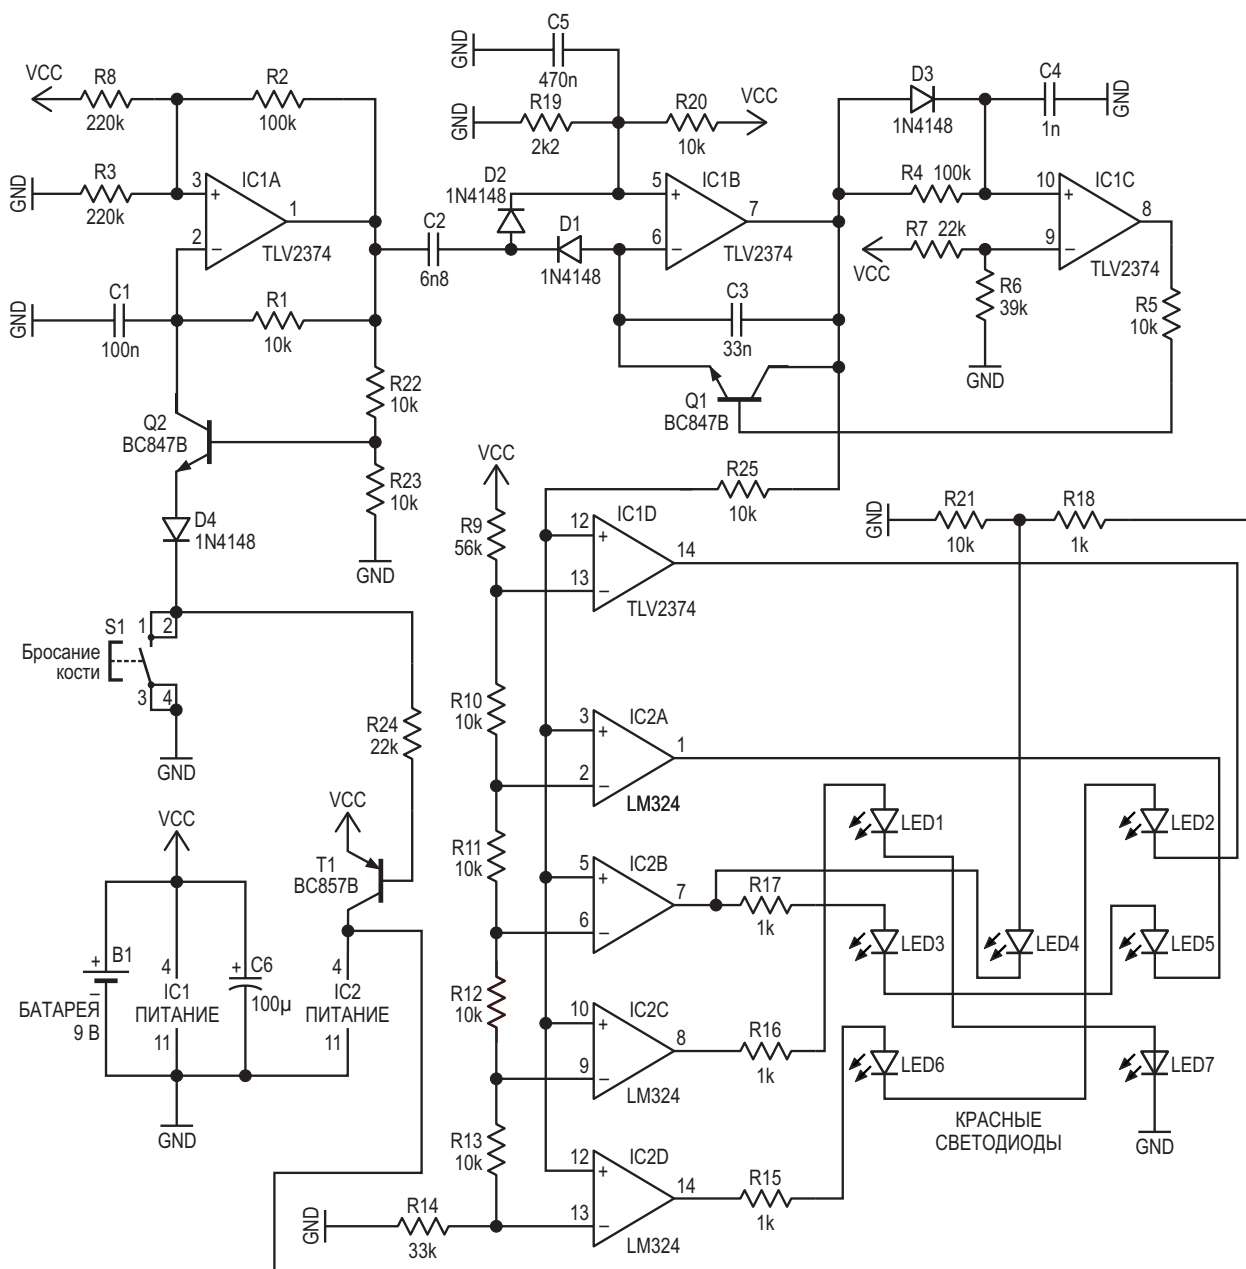 C5
GND
470n
R19
GND
2k2
R20
VCC
10k
VCC
R8
220k
R2
100k
GND
R3
220k
3
+
IC1A
1
2
–
TLV2374
D2
1N4148
5
+
IC1B
7
6
–
TLV2374
D3
1N4148
C4
1n
GND
R4 100k
10
+
IC1C
8
R7 22k
9
–
TLV2374
VCC
C2
6n8
D1
1N4148
R6
39k
GND
R5
10k
GND
C1
100n
R1
10k
C3
33n
Q1
BC847B
R22
10k
Q2
BC847B
R23
10k
GND
D4
1N4148
S1
Бросание
кости
1
2
3
4
GND
R24
22k
VCC
R9
56k
R25
10k
12
+
IC1D
14
13
–
TLV2374
GND
R21
10k
R18
1k
R10
10k
3
+
IC2A
1
2
–
LM324
R11
10k
5
+
IC2B
7
6
–
R17
1k
LED1
LED2
LED3
LED4
LED5
VCC
VCC
T1
BC857B
+
B1
–
БАТАРЕЯ
9 В
4
IC1
ПИТАНИЕ
11
+
C6
100µ
4
IC2
ПИТАНИЕ
11
GND
R12
10k
10
+
IC2C
8
9
–
LM324
R16
1k
LED6
LED7
КРАСНЫЕ
СВЕТОДИОДЫ
GND
R13
10k
12
+
IC2D
14
13
–
LM324
R15
1k
GND
R14
33k